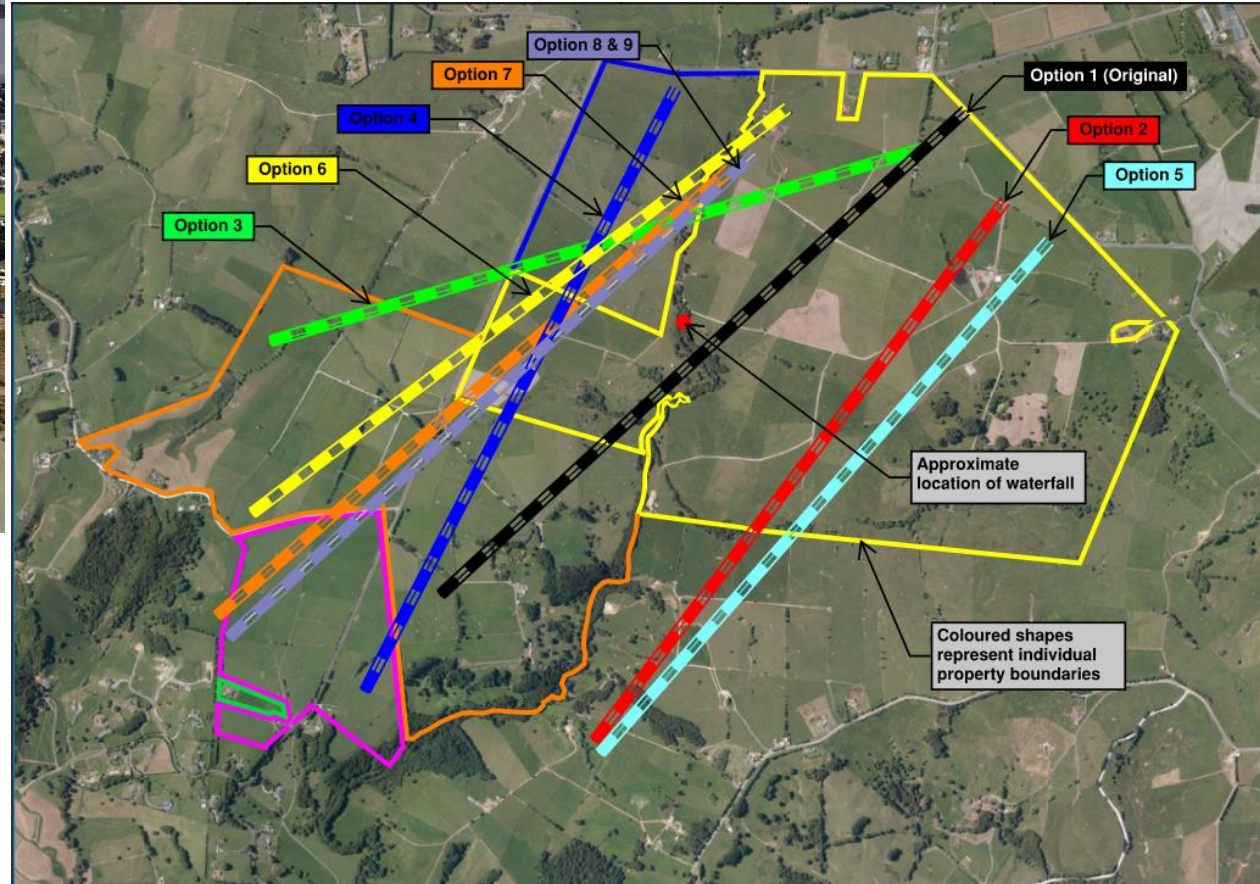 Option 8 & 9
Option 7
Option 1 (Original)
Option 4
Option 2
Option 6
Option 5
Option 3
Approximate
location of waterfall
Coloured shapes
represent individual
property boundaries